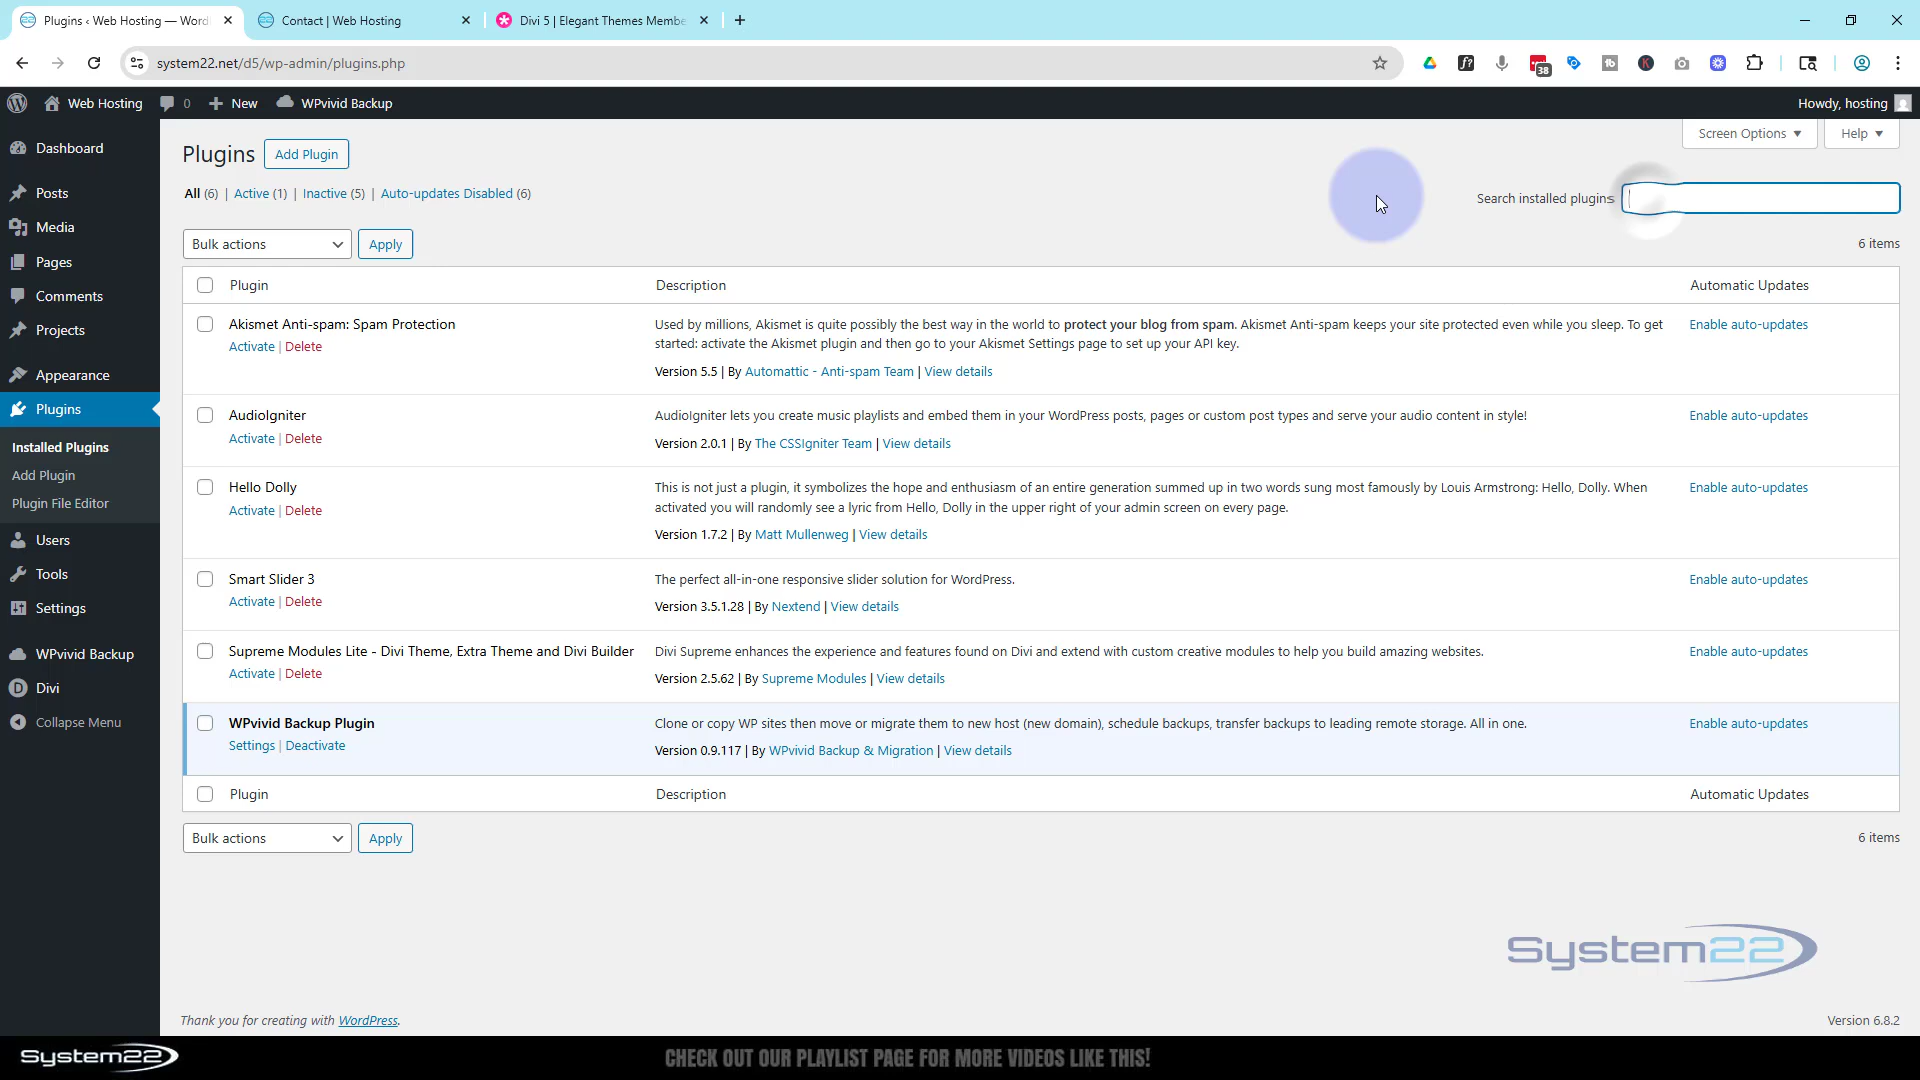 Plugins ‹ Web Hosting — Word
Contact | Web Hosting
Divi 5 | Elegant Themes Membe
system22.net/d5/wp-admin/plugins.php
38
Web Hosting
0
New
WPvivid Backup
Howdy, hosting
Screen Options
Help
Dashboard
Posts
Media
Pages
Comments
Projects
Appearance
Plugins
Installed Plugins
Add Plugin
Plugin File Editor
Users
Tools
Settings
WPvivid Backup
Divi
Collapse Menu
Plugins Add Plugin
All (6) | Active (1) | Inactive (5) | Auto-updates Disabled (6)
Search installed plugins
Bulk actions Apply
6 items
Plugin Description Automatic Updates
Akismet Anti-spam: Spam Protection
Activate | Delete
Used by millions, Akismet is quite possibly the best way in the world to protect your blog from spam. Akismet Anti-spam keeps your site protected even while you sleep. To get
started: activate the Akismet plugin and then go to your Akismet Settings page to set up your API key.
Version 5.5 | By Automattic - Anti-spam Team | View details
Enable auto-updates
AudioIgniter
Activate | Delete
AudioIgniter lets you create music playlists and embed them in your WordPress posts, pages or custom post types and serve your audio content in style!
Version 2.0.1 | By The CSSIgniter Team | View details
Enable auto-updates
Hello Dolly
Activate | Delete
This is not just a plugin, it symbolizes the hope and enthusiasm of an entire generation summed up in two words sung most famously by Louis Armstrong: Hello, Dolly. When
activated you will randomly see a lyric from Hello, Dolly in the upper right of your admin screen on every page.
Version 1.7.2 | By Matt Mullenweg | View details
Enable auto-updates
Smart Slider 3
Activate | Delete
The perfect all-in-one responsive slider solution for WordPress.
Version 3.5.1.28 | By Nextend | View details
Enable auto-updates
Supreme Modules Lite - Divi Theme, Extra Theme and Divi Builder
Activate | Delete
Divi Supreme enhances the experience and features found on Divi and extend with custom creative modules to help you build amazing websites.
Version 2.5.62 | By Supreme Modules | View details
Enable auto-updates
WPvivid Backup Plugin
Settings | Deactivate
Clone or copy WP sites then move or migrate them to new host (new domain), schedule backups, transfer backups to leading remote storage. All in one.
Version 0.9.117 | By WPvivid Backup & Migration | View details
Enable auto-updates
Plugin Description Automatic Updates
Bulk actions Apply
6 items
System22
Thank you for creating with WordPress.
Version 6.8.2
System22
CHECK OUT OUR PLAYLIST PAGE FOR MORE VIDEOS LIKE THIS!